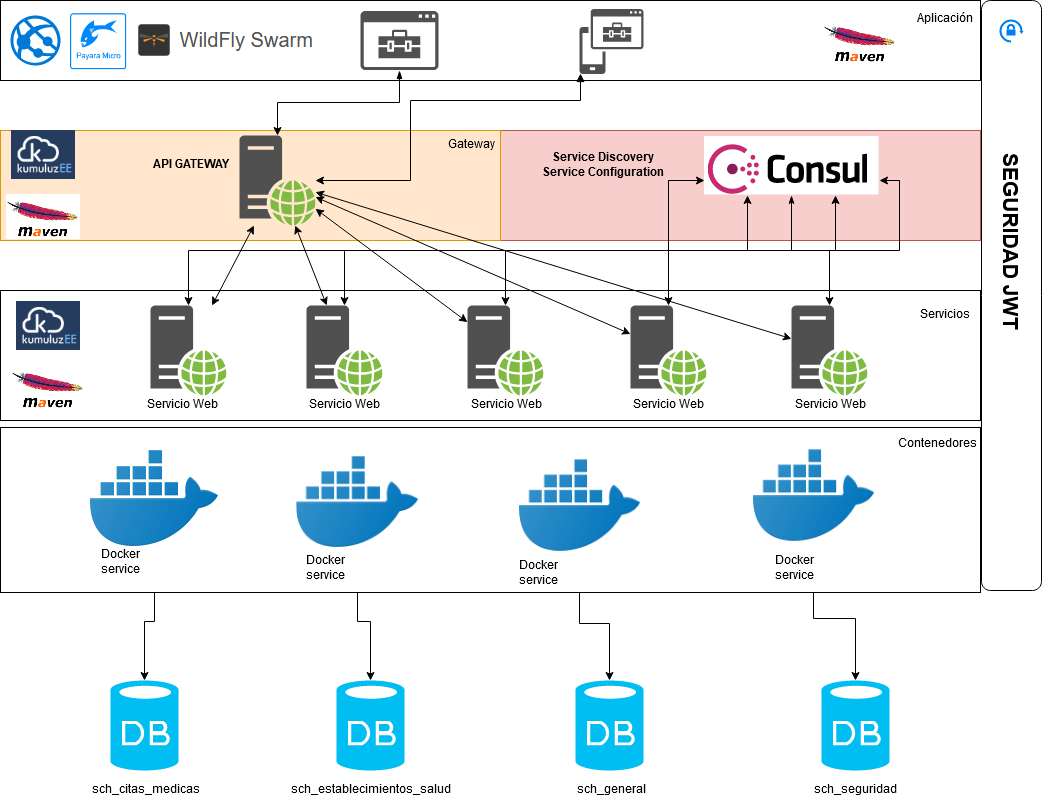 Aplicación
Payara Micro
WildFly Swarm
maven
SEGURIDAD JWT
kumuluzEE
API GATEWAY
Gateway
maven
Service Discovery
Service Configuration
Consul
Servicios
kumuluzEE
maven
Servicio Web
Servicio Web
Servicio Web
Servicio Web
Servicio Web
Contenedores
Docker
service
Docker
service
Docker
service
Docker
service
DB
DB
DB
DB
sch_citas_medicas
sch_establecimientos_salud
sch_general
sch_seguridad